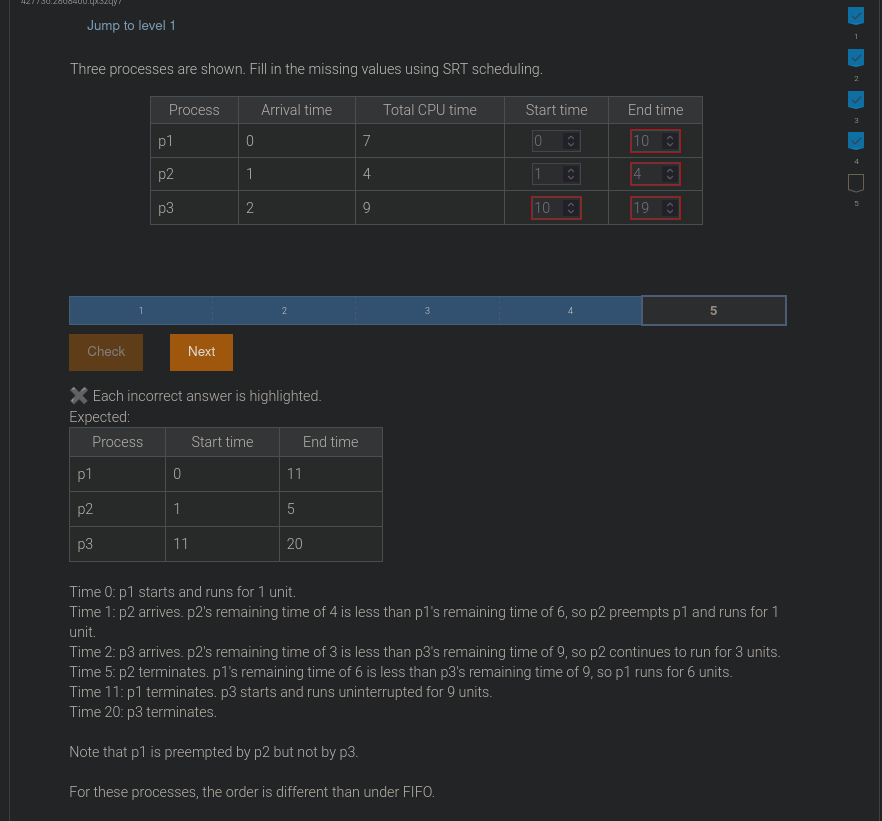 Jump to level 1
1
2
3
4
5
Three processes are shown. Fill in the missing values using SRT scheduling.
Process Arrival time Total CPU time Start time End time
p1 0 7 0 10
p2 1 4 1 4
p3 2 9 10 19
1 2 3 4 5
Check Next
Each incorrect answer is highlighted.
Expected:
Process Start time End time
p1 0 11
p2 1 5
p3 11 20
Time 0: p1 starts and runs for 1 unit.
Time 1: p2 arrives. p2's remaining time of 4 is less than p1's remaining time of 6, so p2 preempts p1 and runs for 1
unit.
Time 2: p3 arrives. p2's remaining time of 3 is less than p3's remaining time of 9, so p2 continues to run for 3 units.
Time 5: p2 terminates. p1's remaining time of 6 is less than p3's remaining time of 9, so p1 runs for 6 units.
Time 11: p1 terminates. p3 starts and runs uninterrupted for 9 units.
Time 20: p3 terminates.
Note that p1 is preempted by p2 but not by p3.
For these processes, the order is different than under FIFO.